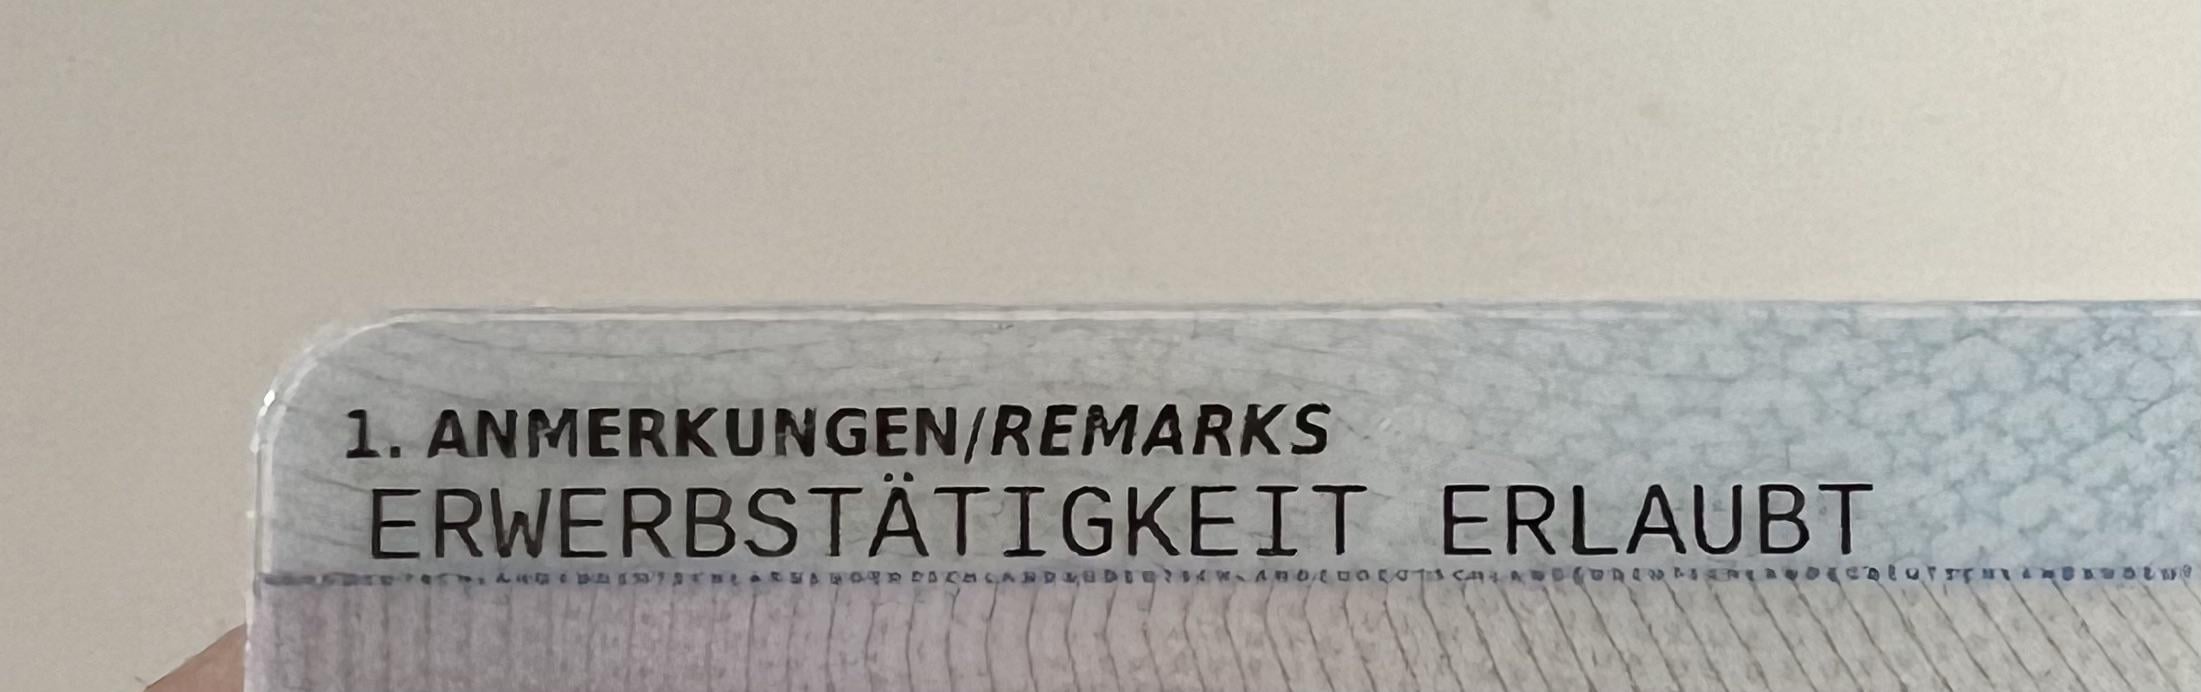 1. ANMERKUNGEN/REMARKS
ERWERBSTÄTIGKEIT ERLAUBT